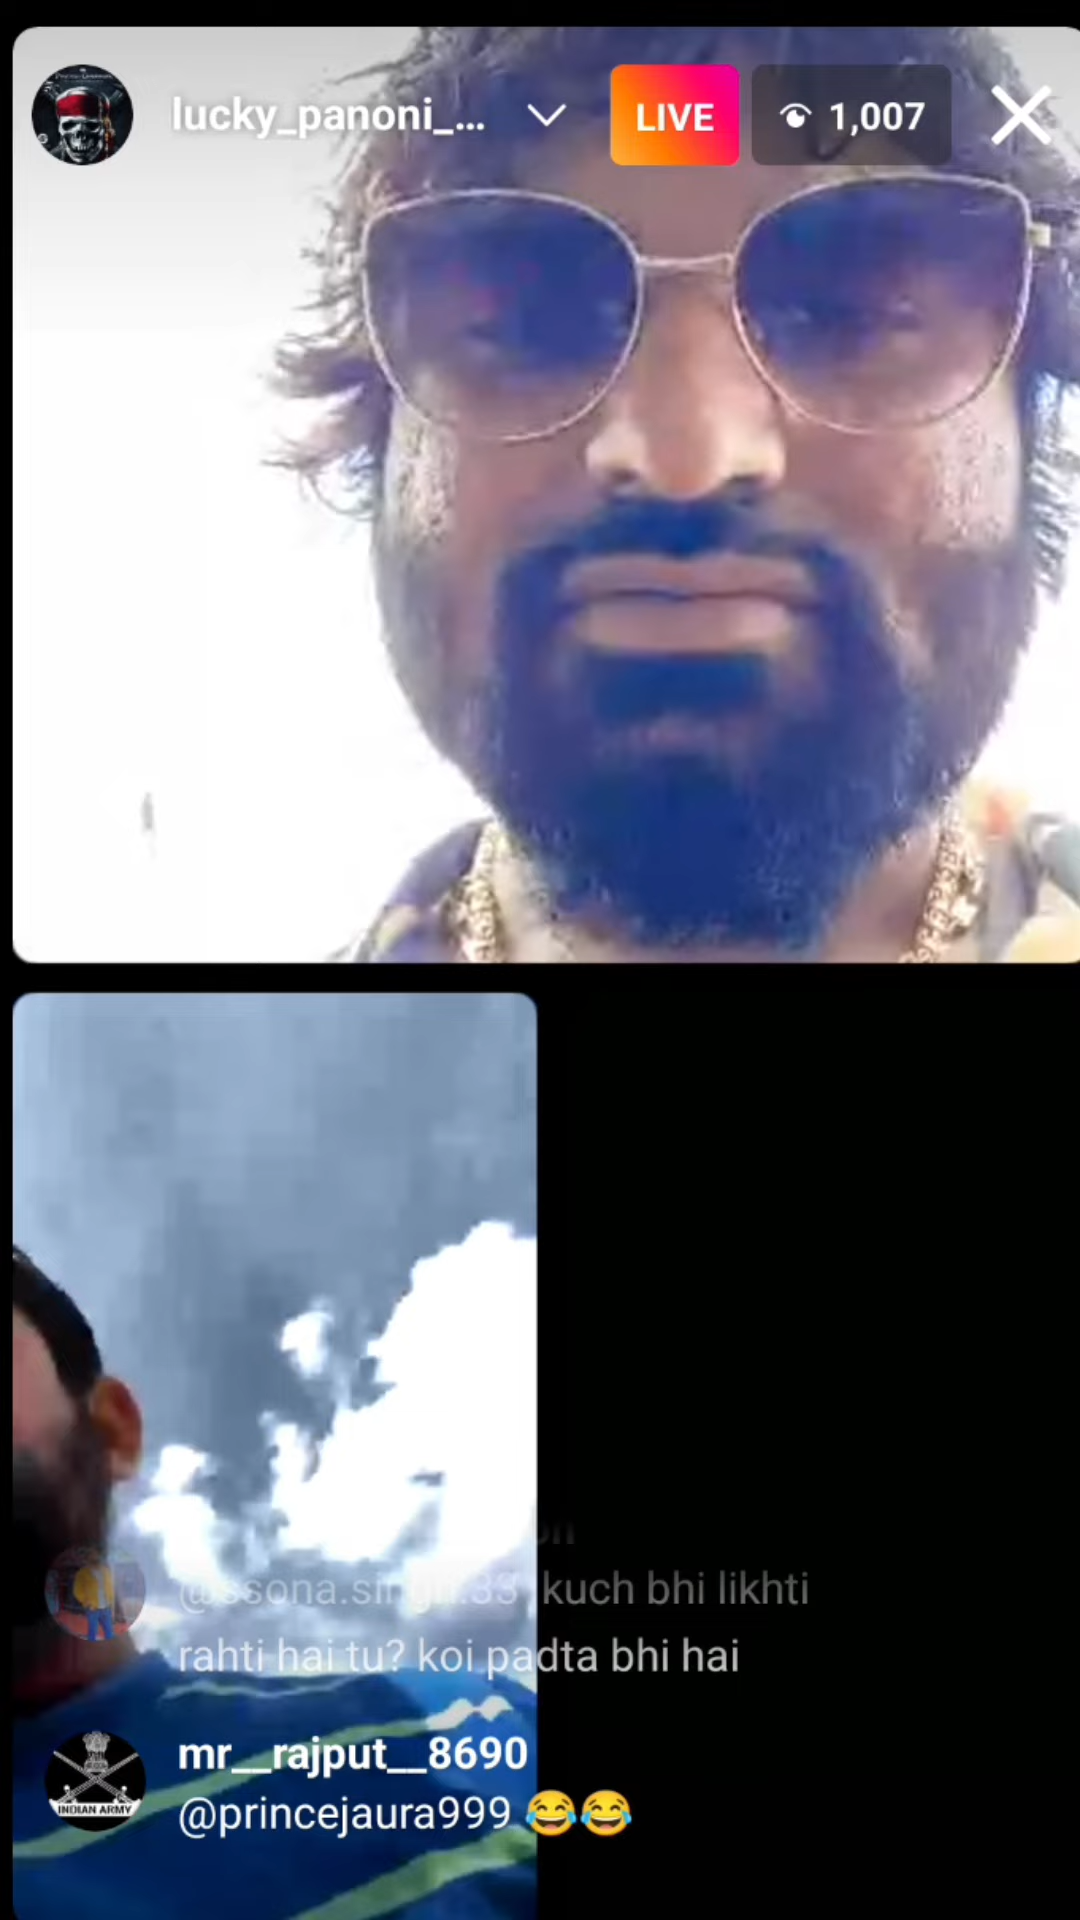 lucky_panoni_...
LIVE
1,007
kuch bhi likhti
rahti hai tu? koi padta bhi hai
mr__rajput__8690
INDIAN ARMY
@princejaura999 😂😂